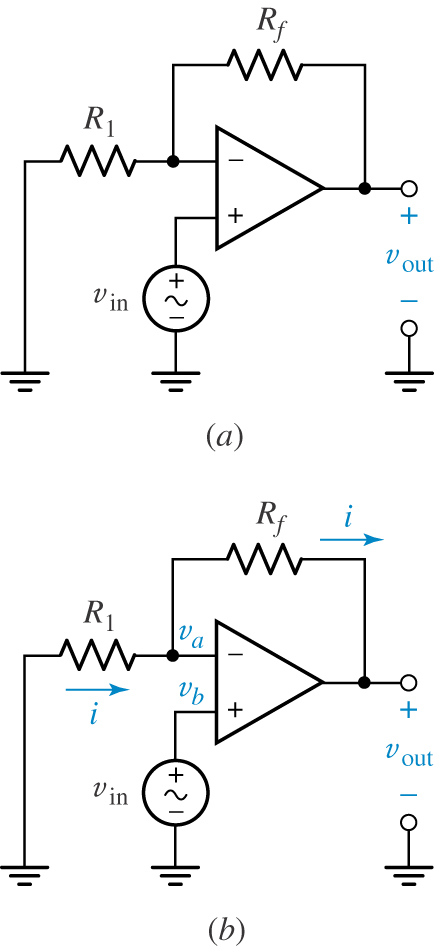 R_f
R_1
−
+
+
v_in
+
−
v_out
−
(a)
R_f
i
R_1
v_a
−
v_b
+
i
+
v_in
+
−
v_out
−
(b)